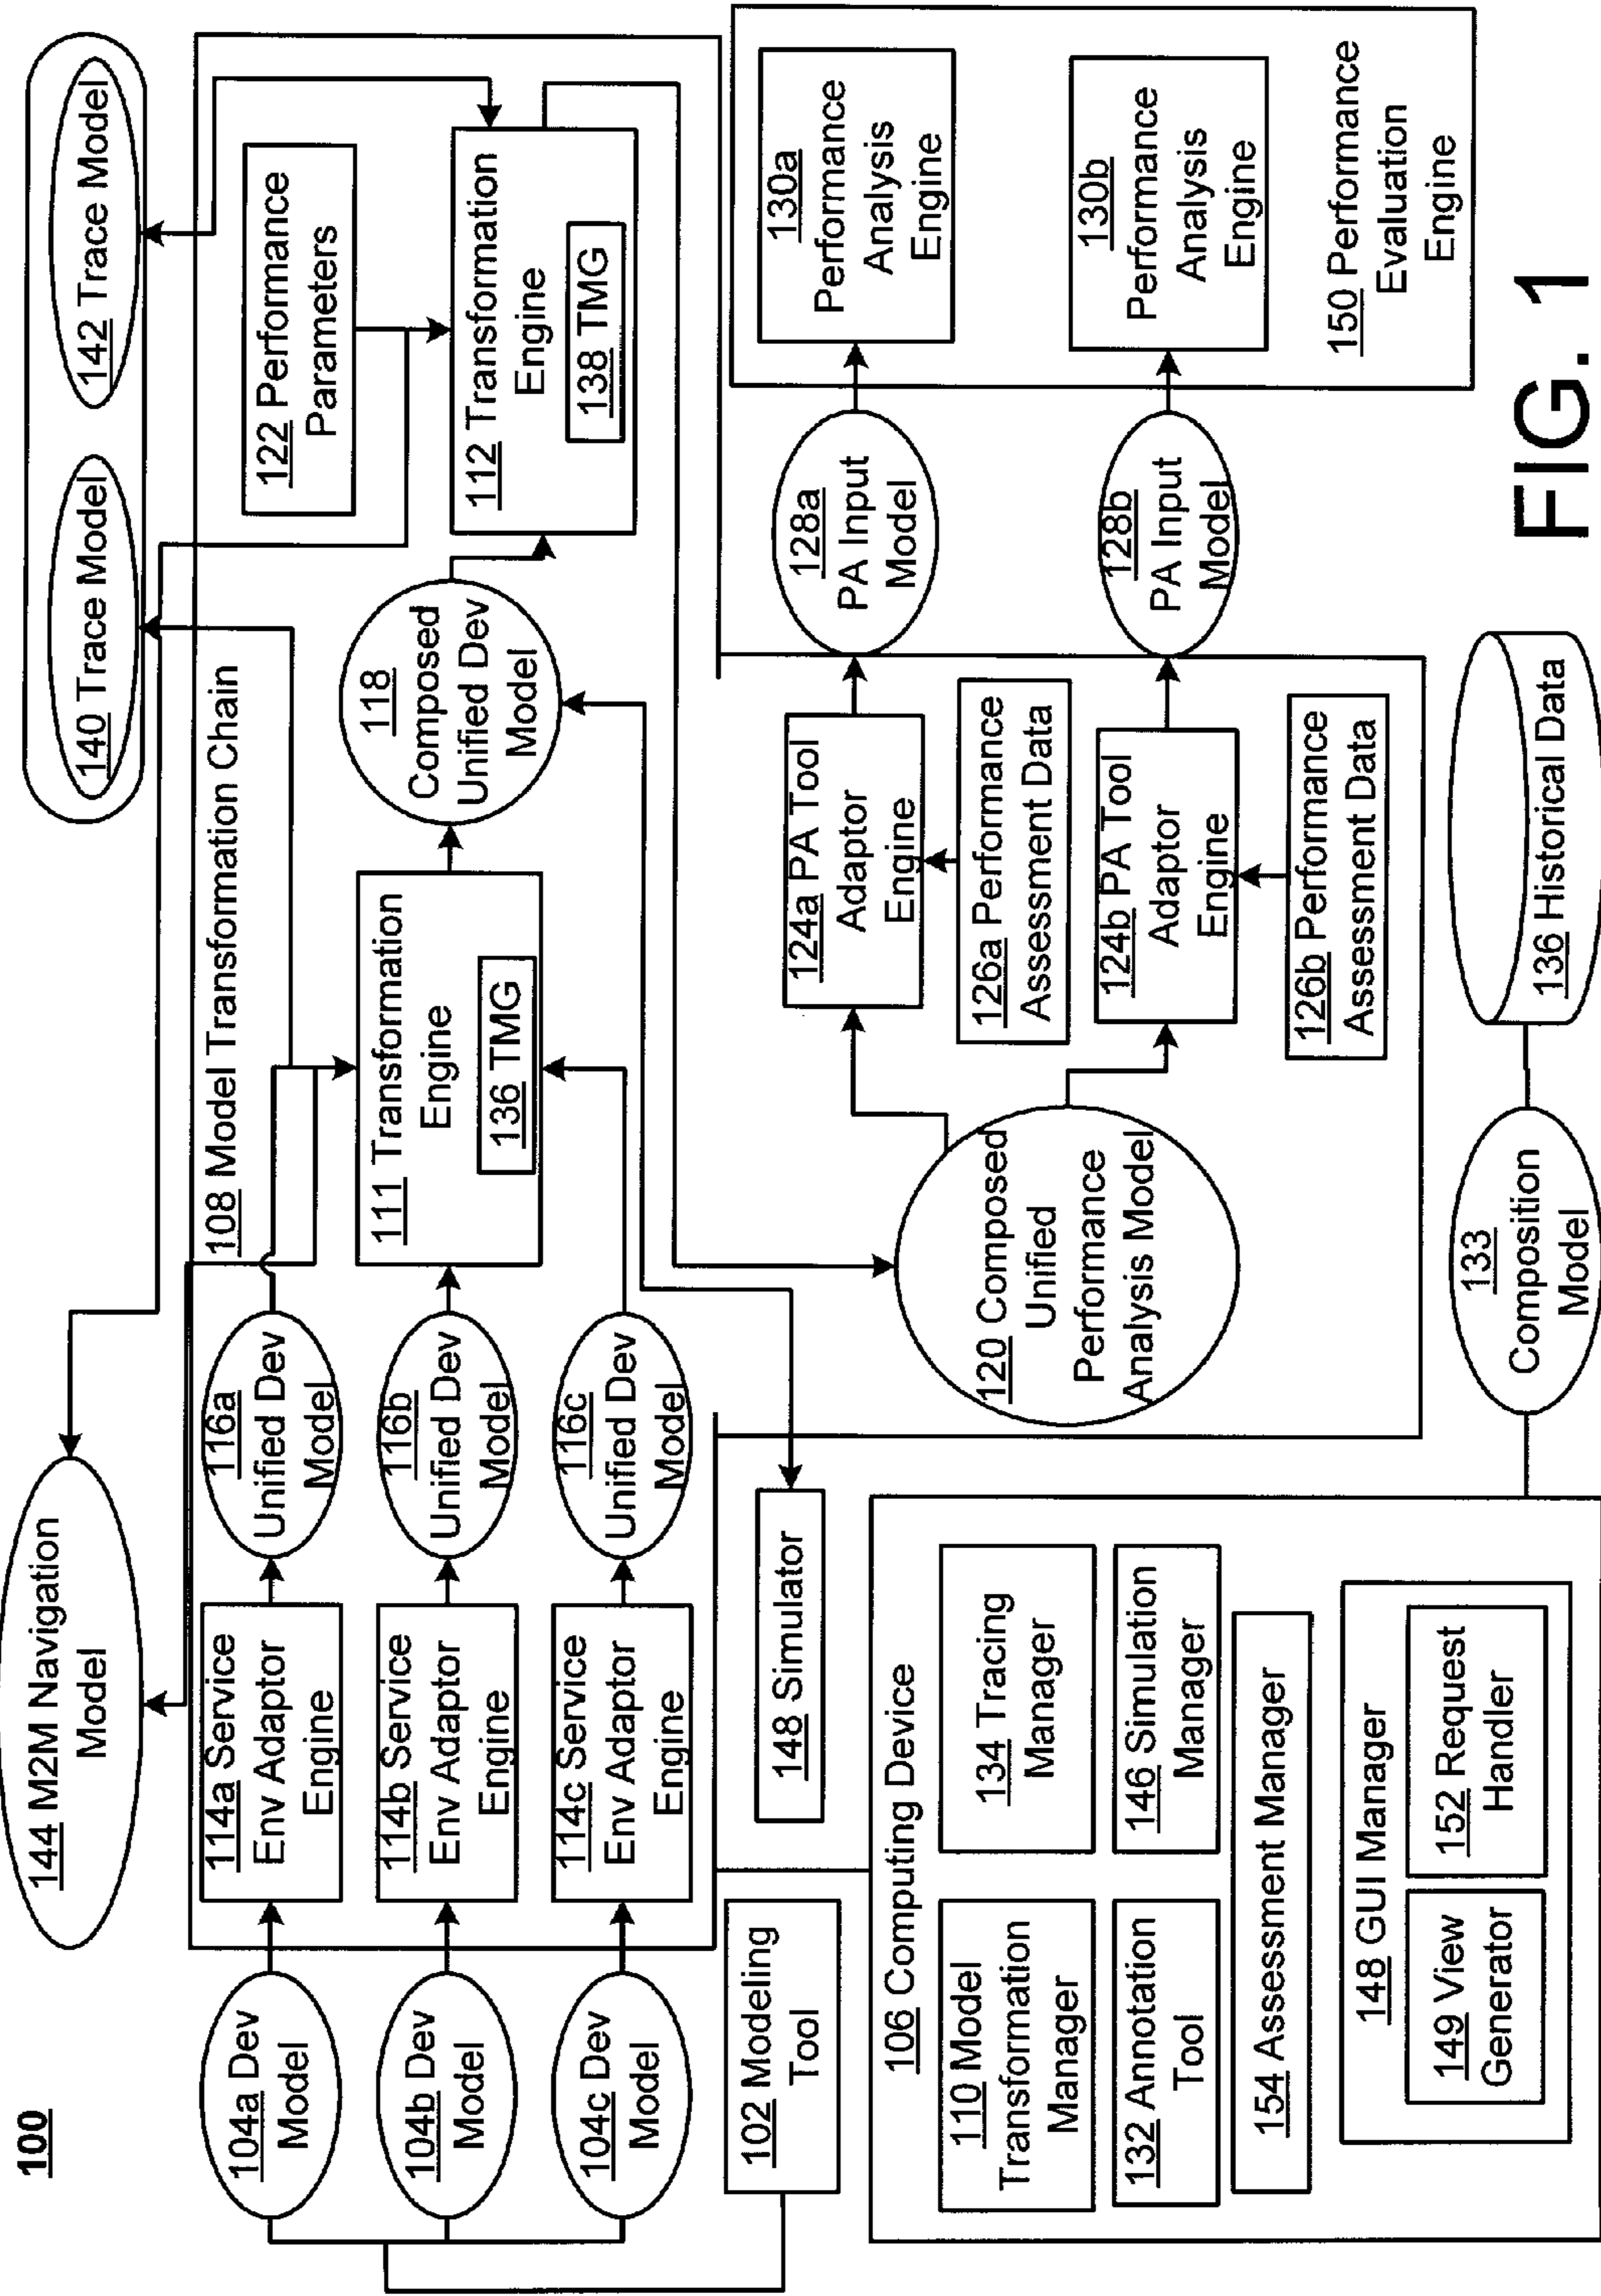 100
144 M2M Navigation
Model
140 Trace Model
142 Trace Model
108 Model Transformation Chain
104a Dev
Model
104b Dev
Model
104c Dev
Model
114a Service
Env Adaptor
Engine
114b Service
Env Adaptor
Engine
114c Service
Env Adaptor
Engine
116a
Unified Dev
Model
116b
Unified Dev
Model
116c
Unified Dev
Model
111 Transformation
Engine
136 TMG
118
Composed
Unified Dev
Model
122 Performance
Parameters
112 Transformation
Engine
138 TMG
102 Modeling
Tool
148 Simulator
120 Composed
Unified
Performance
Analysis Model
124a PA Tool
Adaptor
Engine
126a Performance
Assessment Data
124b PA Tool
Adaptor
Engine
126b Performance
Assessment Data
128a
PA Input
Model
128b
PA Input
Model
130a
Performance
Analysis
Engine
130b
Performance
Analysis
Engine
150 Performance
Evaluation
Engine
106 Computing Device
110 Model
Transformation
Manager
134 Tracing
Manager
132 Annotation
Tool
146 Simulation
Manager
154 Assessment Manager
148 GUI Manager
149 View
Generator
152 Request
Handler
133
Composition
Model
136 Historical Data
FIG. 1